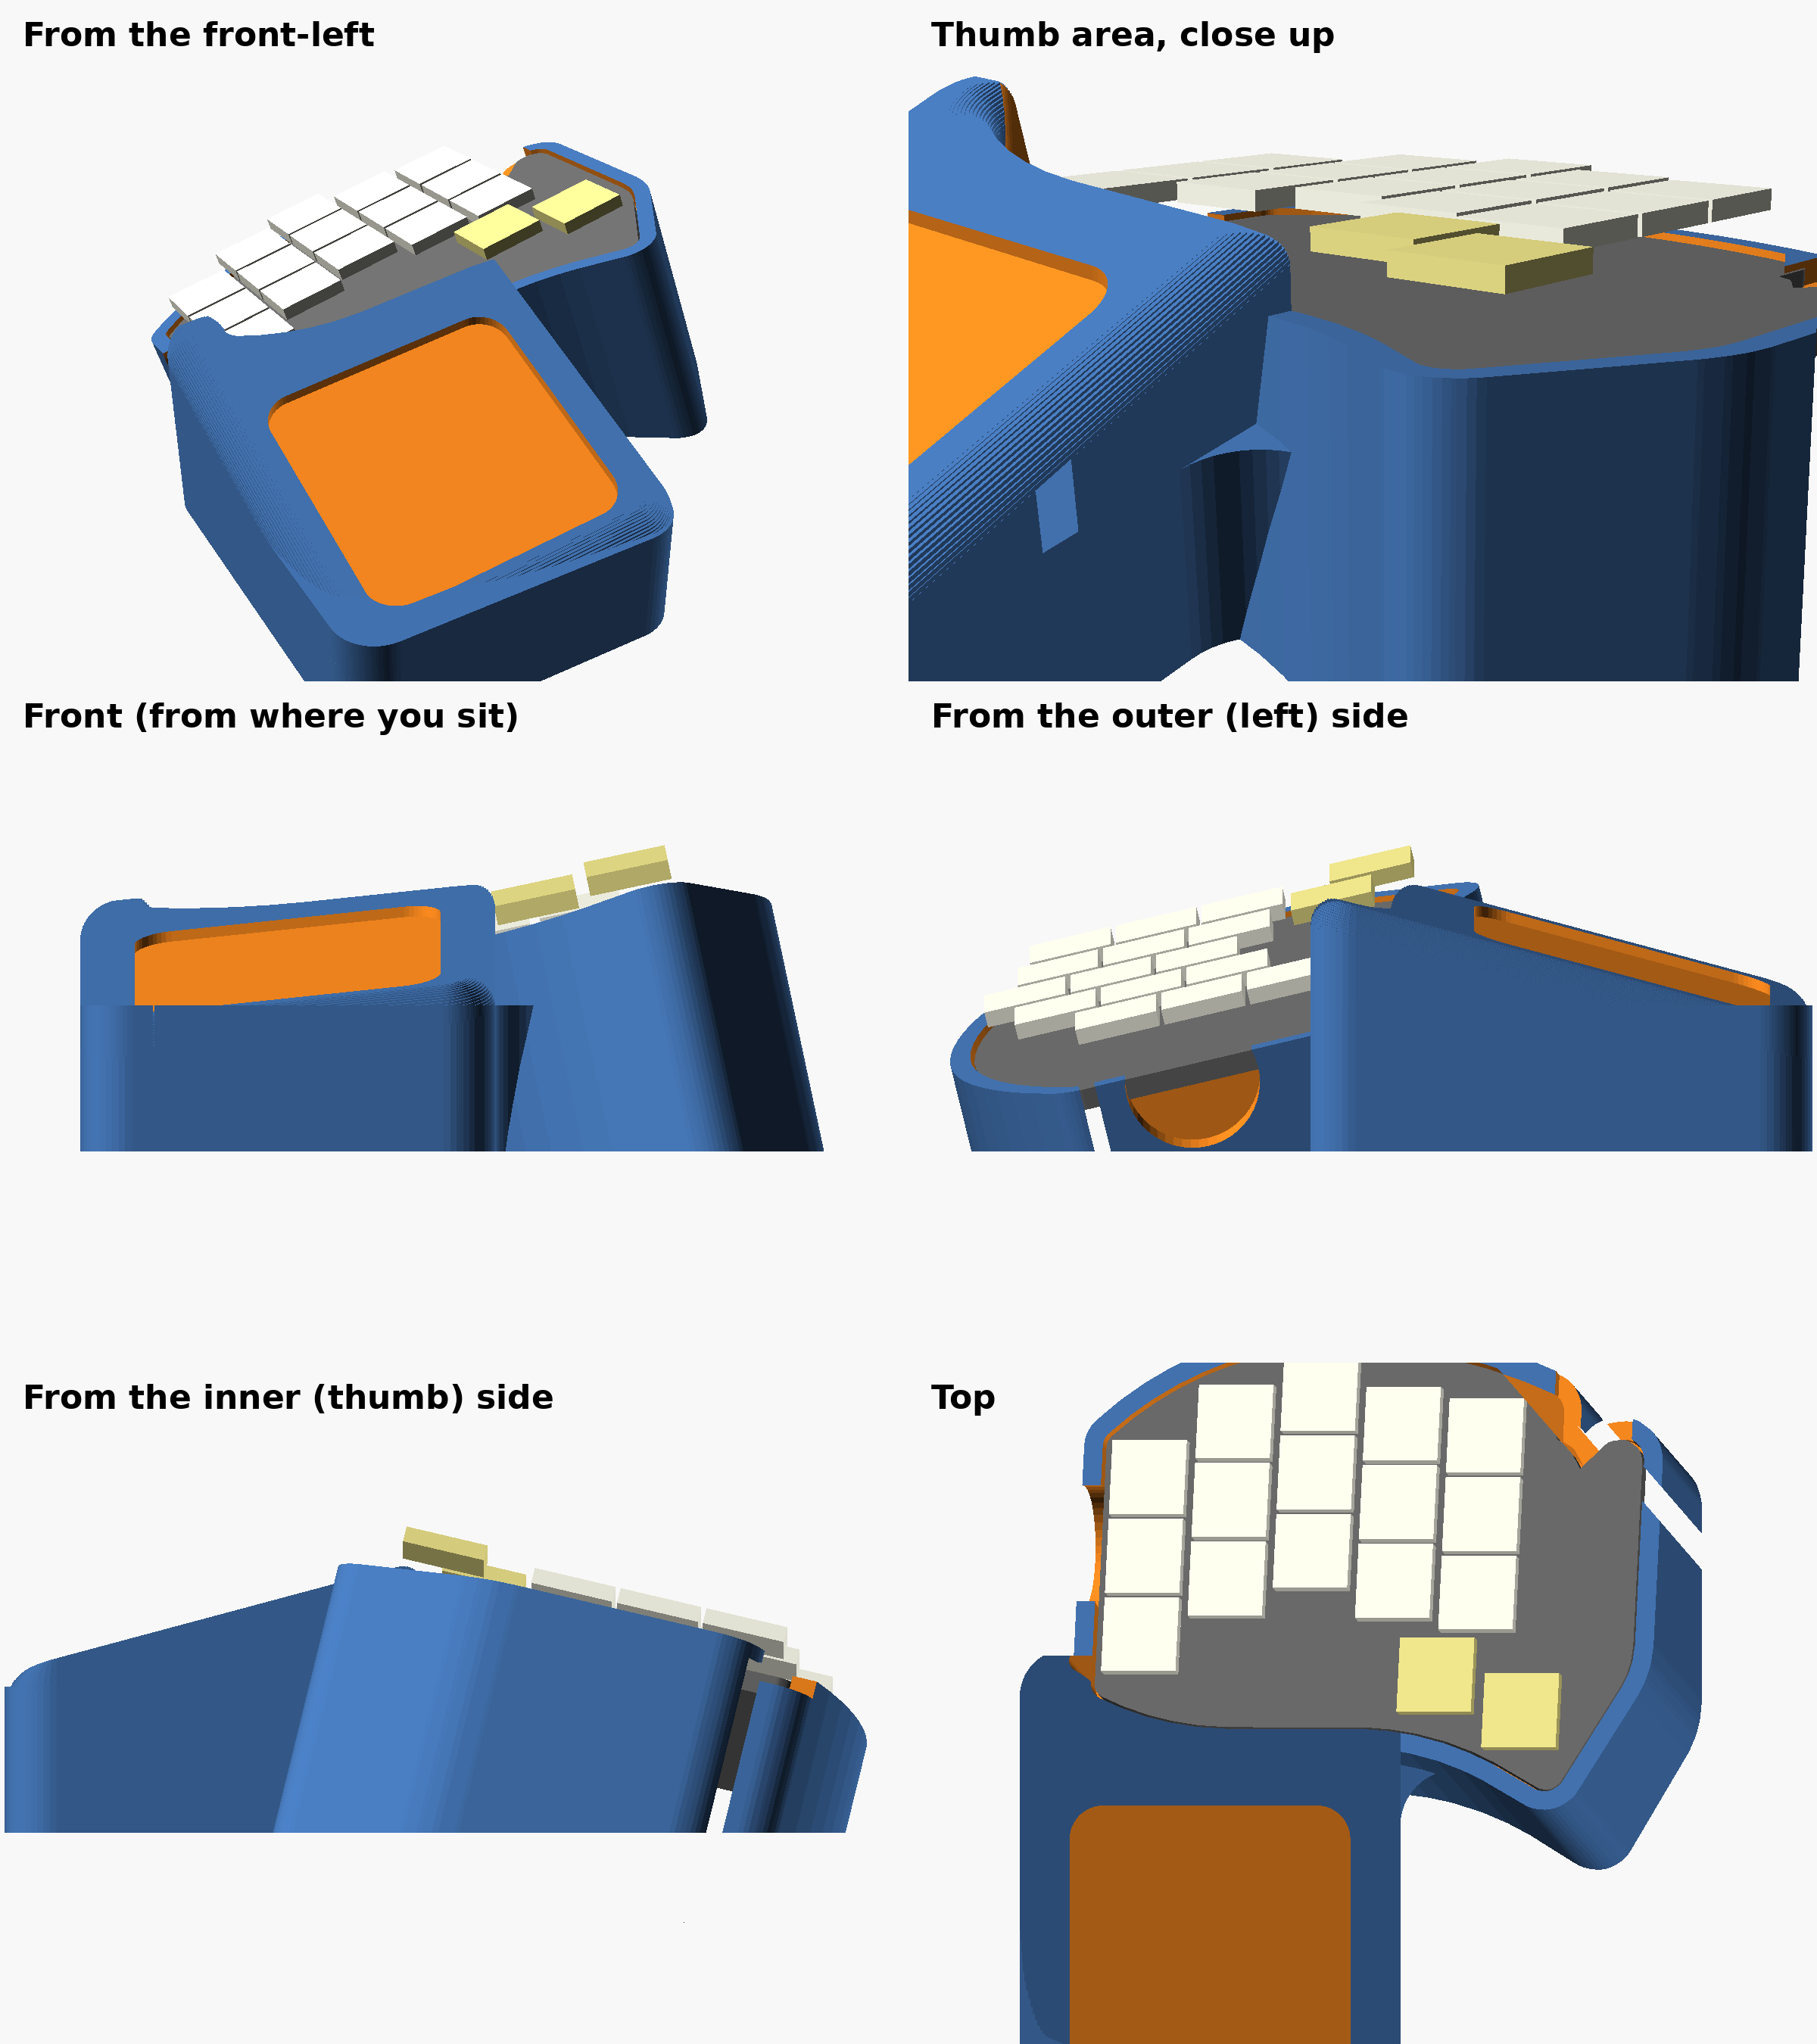 From the front-left
Thumb area, close up
Front (from where you sit)
From the outer (left) side
From the inner (thumb) side
Top